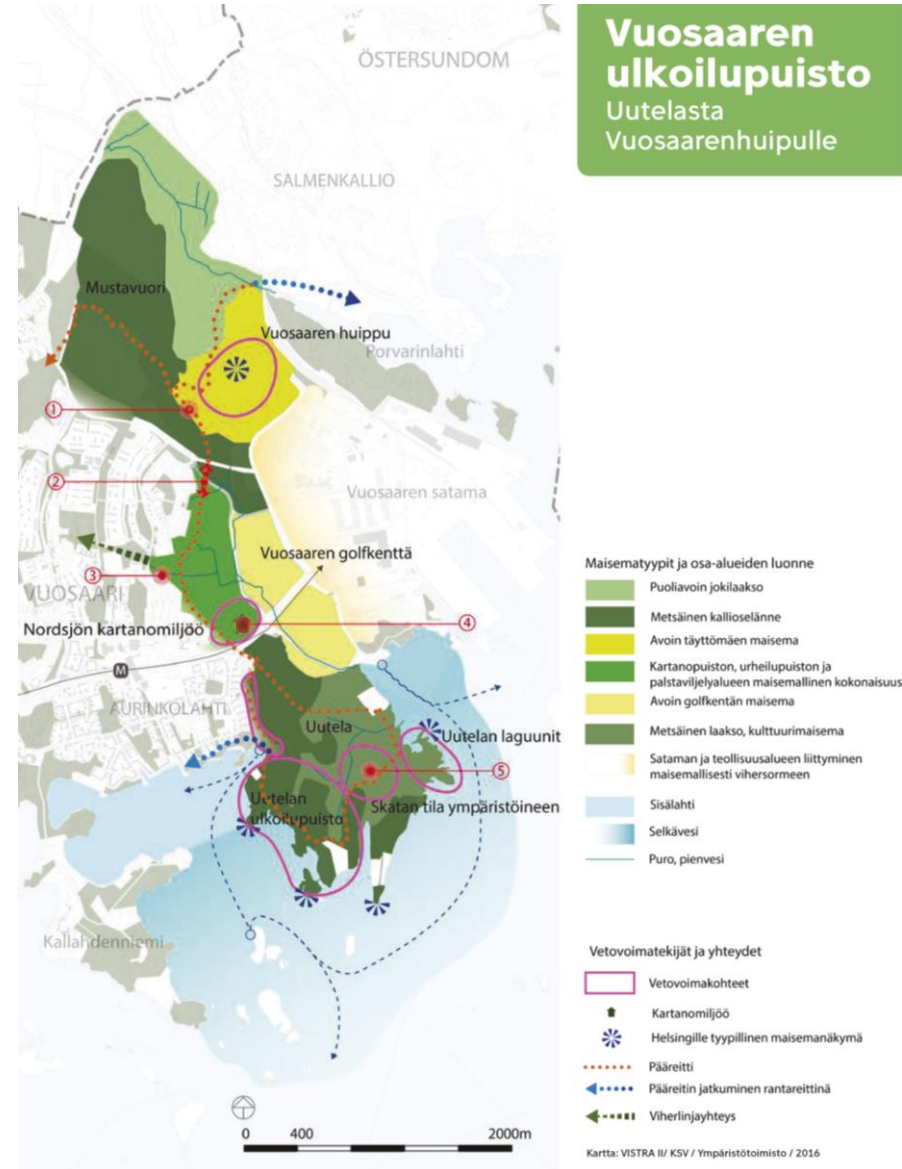 Vuosaaren
ulkoilupuisto
Uutelasta
Vuosaarenhuipulle
ÖSTERSUNDOM
SALMENKALLIO
Mustavuori
Vuosaaren huippu
Porvarinlahti
1
2
Vuosaaren satama
Vuosaaren golfkenttä
3
VUOSAARI
Nordsjön kartanomiljöö
4
M
AURINKOLAHTI
Uutela
Uutelan laguunit
5
Uutelan
ulkoilupuisto
Skatan tila ympäristöineen
Kallahdenniemi
0 400 2000m
Maisematyypit ja osa-alueiden luonne
Puoliavoin jokilaakso
Metsäinen kallioselänne
Avoin täyttömäen maisema
Kartanopuiston, urheilupuiston ja
palstaviljelyalueen maisemallinen kokonaisuus
Avoin golfkentän maisema
Metsäinen laakso, kulttuurimaisema
Sataman ja teollisuusalueen liittyminen
maisemallisesti vihersormeen
Sisälahti
Selkävesi
Puro, pienvesi
Vetovoimatekijät ja yhteydet
Vetovoimakohteet
Kartanomiljöö
Helsingille tyypillinen maisemanäkymä
Pääreitti
Pääreitin jatkuminen rantareittinä
Viherlinjayhteys
Kartta: VISTRA II/ KSV / Ympäristötoimisto / 2016